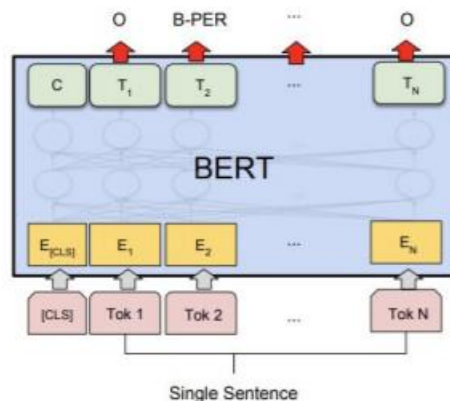 O B-PER ... O
C T1 T2 ... TN
BERT
E[CLS] E1 E2 ... EN
[CLS] Tok 1 Tok 2 ... Tok N
Single Sentence